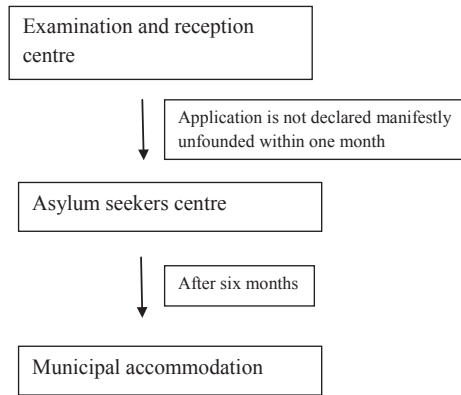 Examination and reception
centre
Application is not declared manifestly
unfounded within one month
Asylum seekers centre
After six months
Municipal accommodation